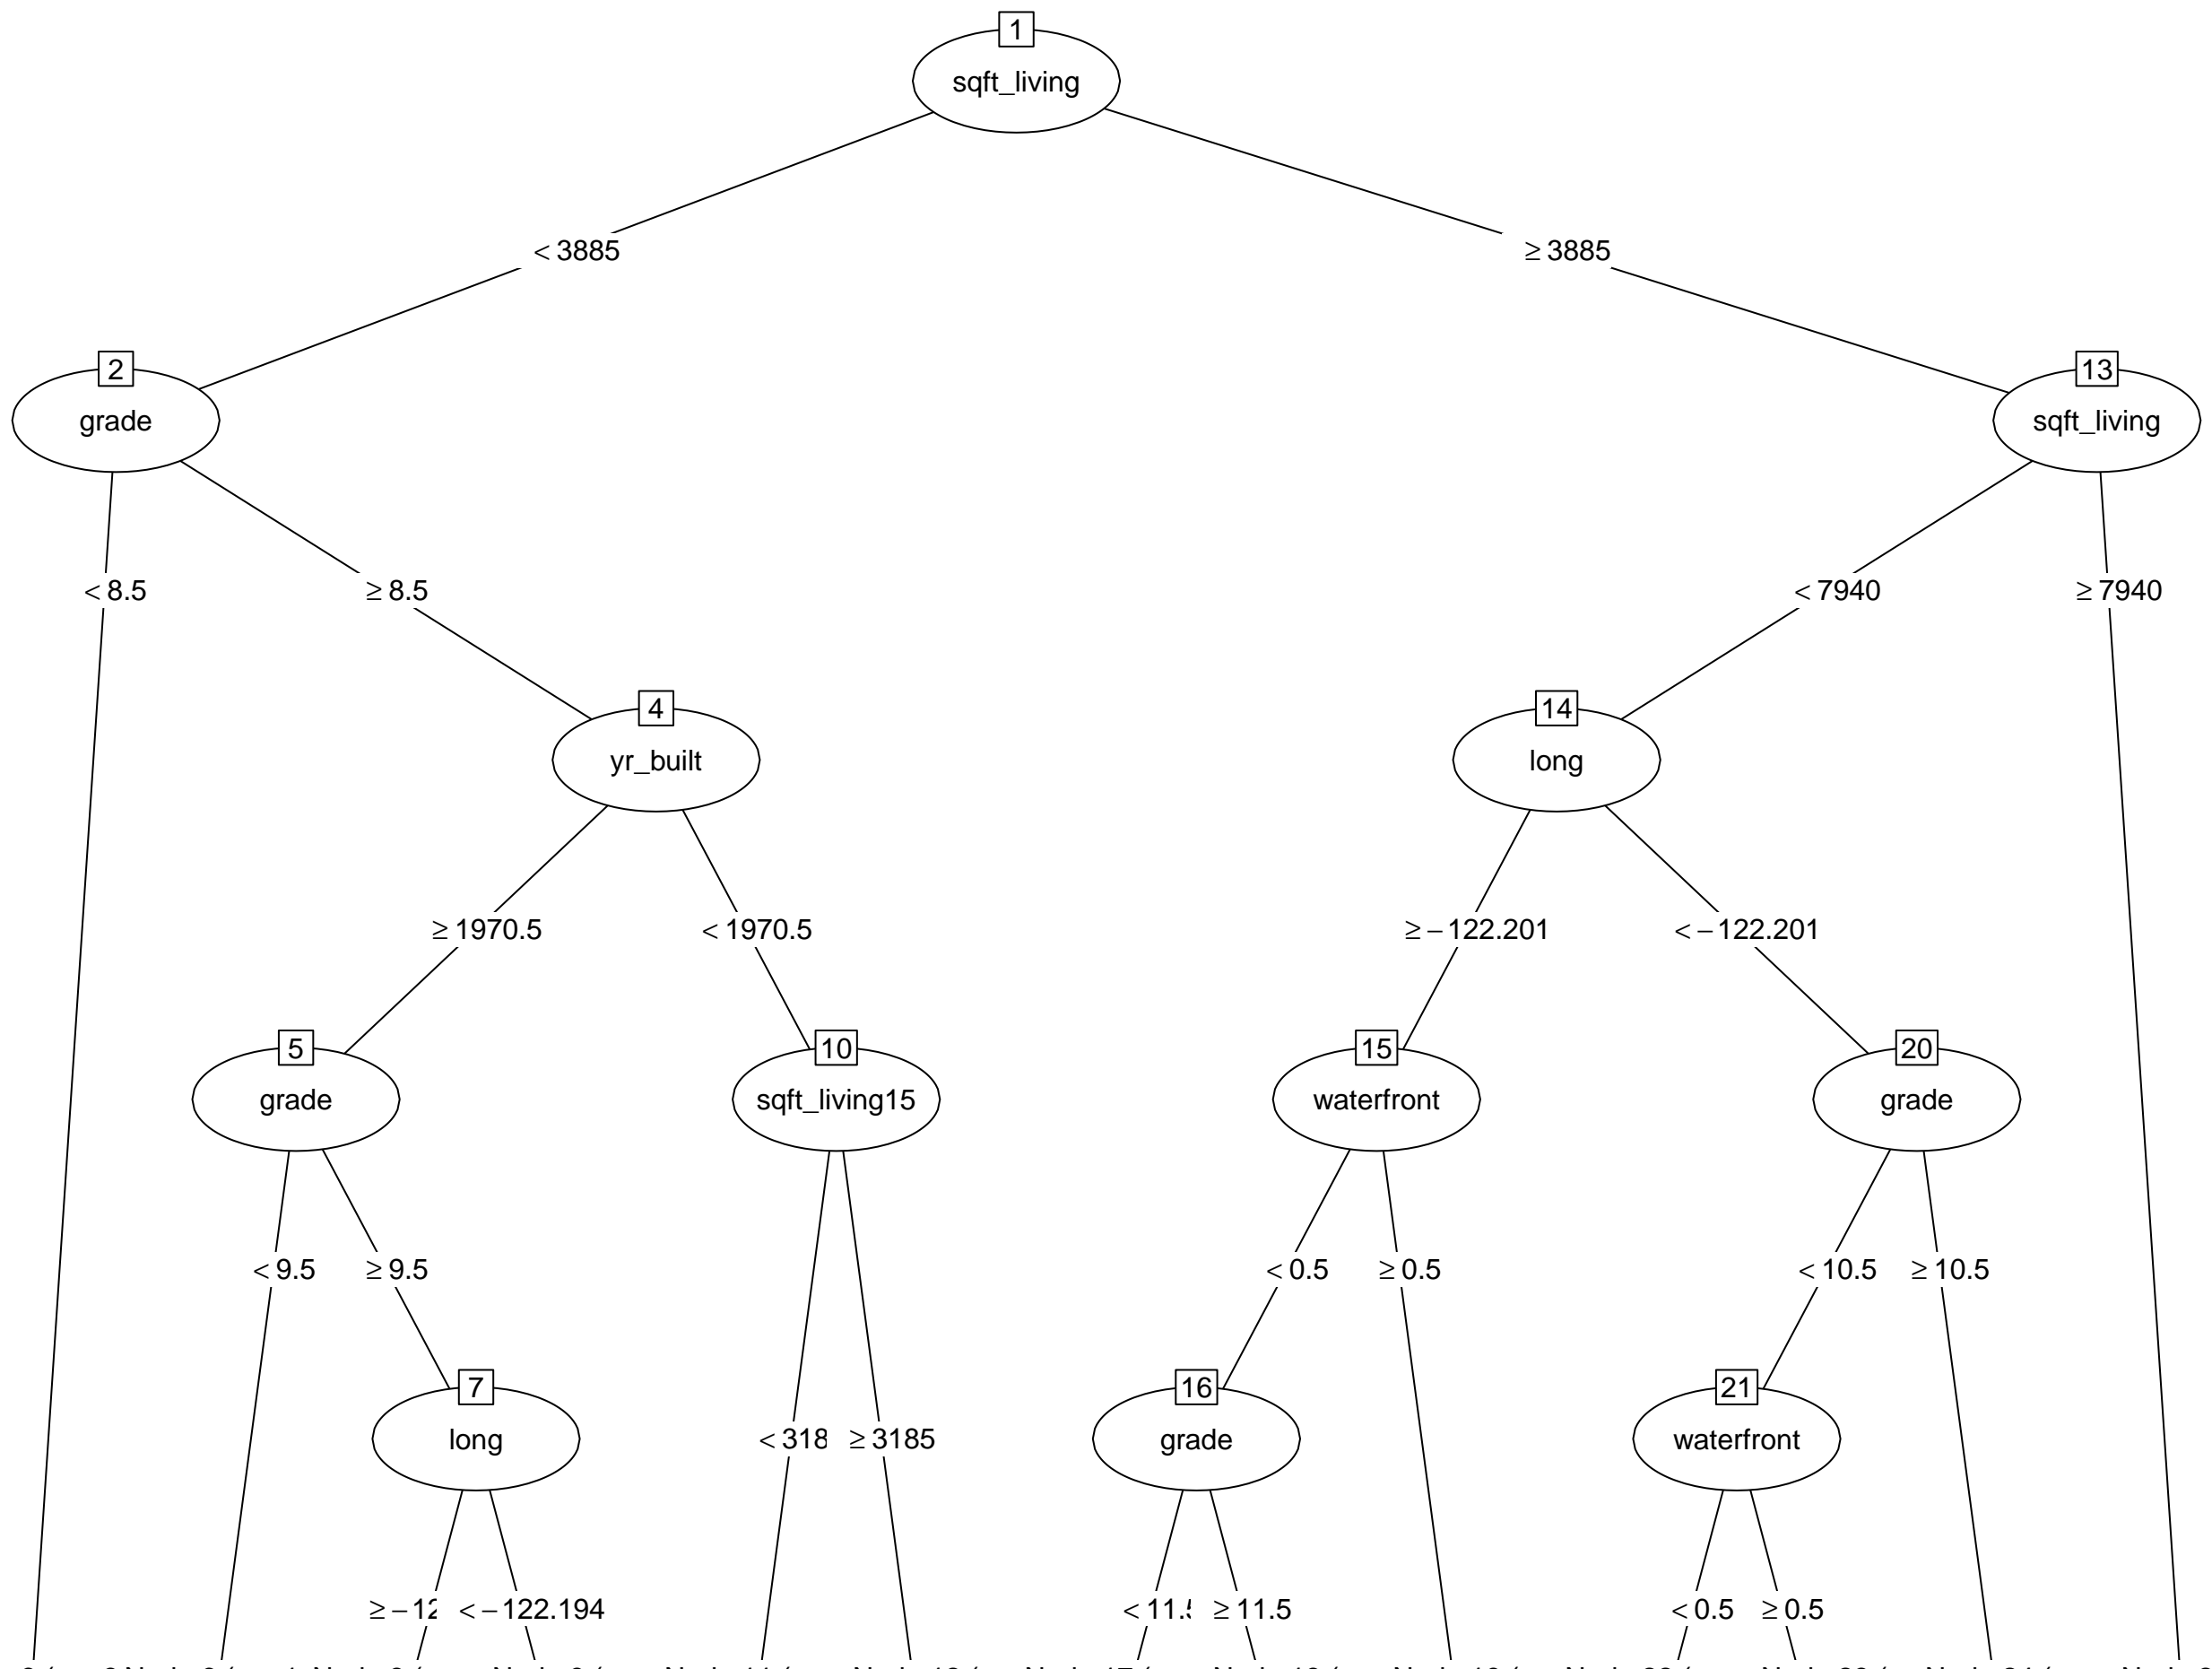 1
sqft_living
< 3885 ≥ 3885
2 13
grade sqft_living
< 8.5 ≥ 8.5 < 7940 ≥ 7940
4 14
yr_built long
≥ 1970.5 < 1970.5 ≥ −122.201 < −122.201
5 10 15 20
grade sqft_living15 waterfront grade
< 9.5 ≥ 9.5 < 0.5 ≥ 0.5 < 10.5 ≥ 10.5
7 16 21
long grade waterfront
< 318 ≥ 3185
≥ −12 < −122.194 < 11. ≥ 11.5 < 0.5 ≥ 0.5